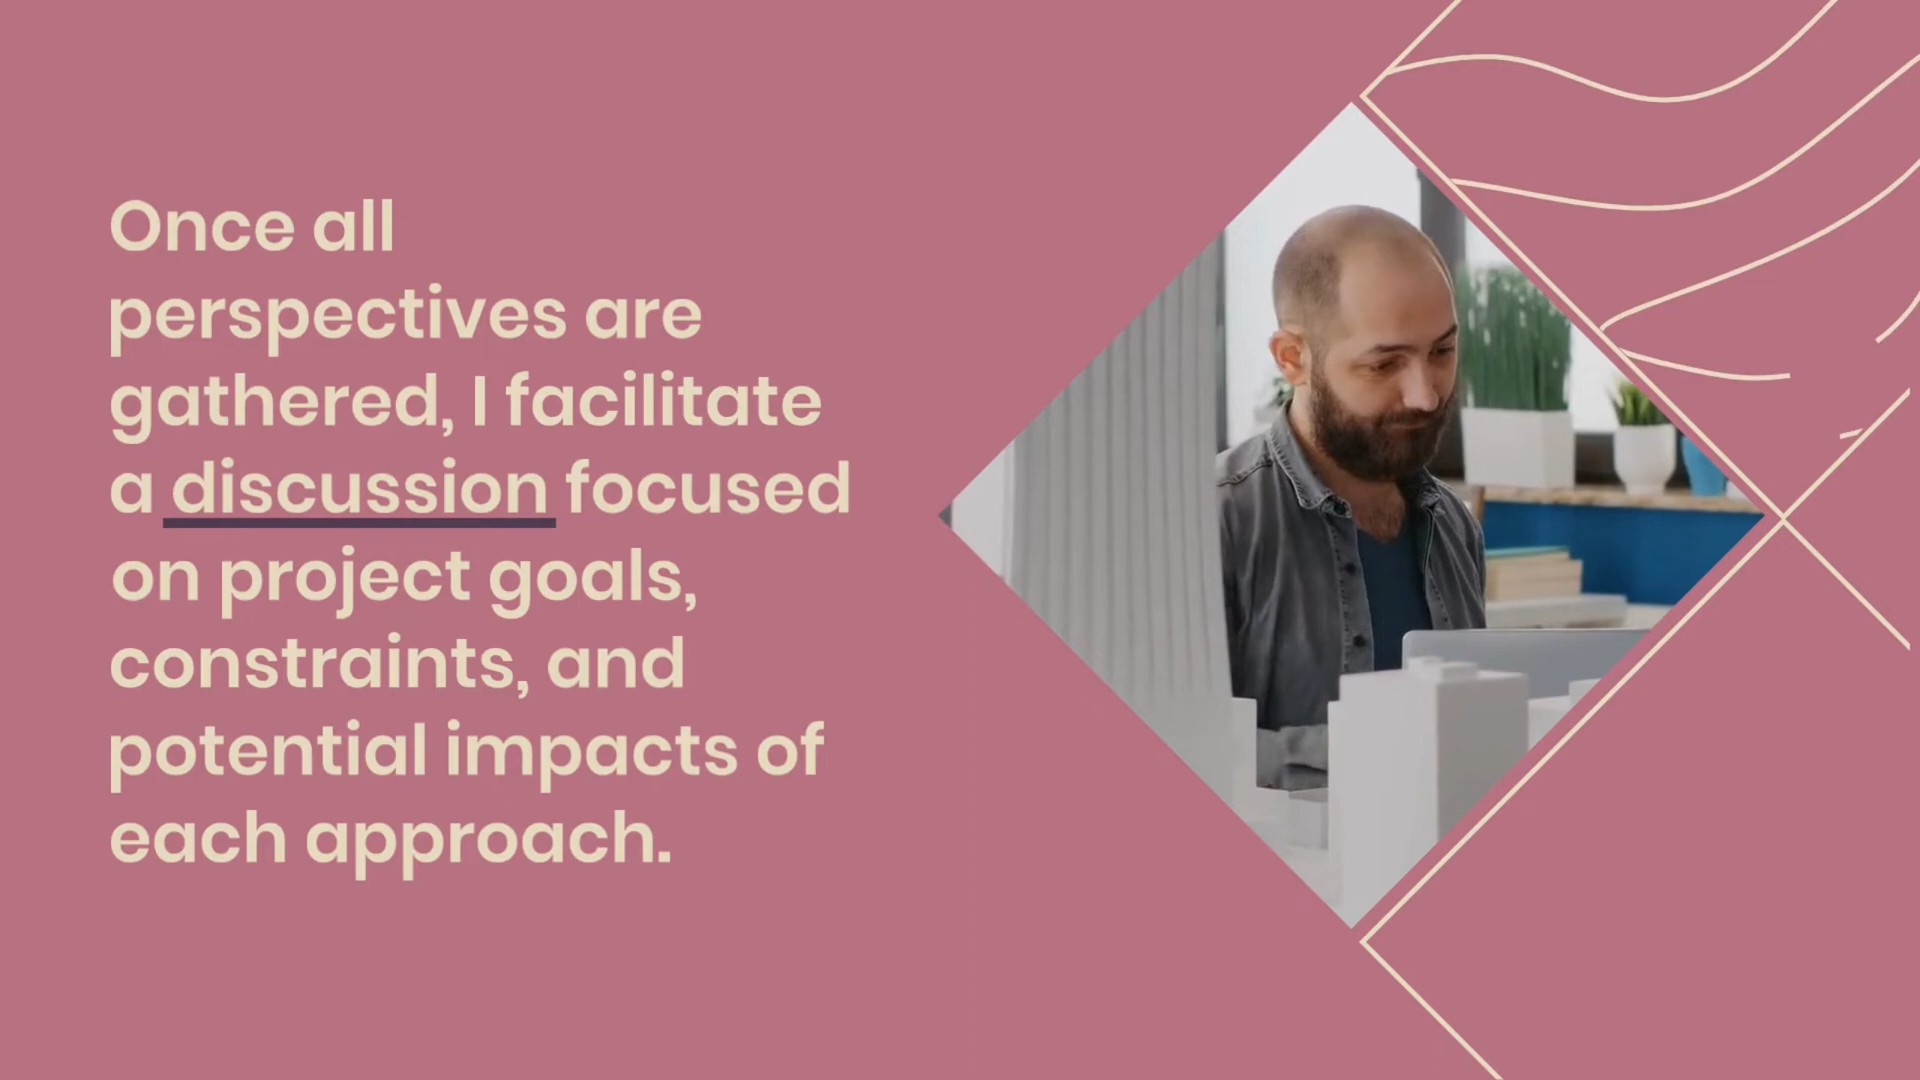 Once all
perspectives are
gathered, I facilitate
a discussion focused
on project goals,
constraints, and
potential impacts of
each approach.